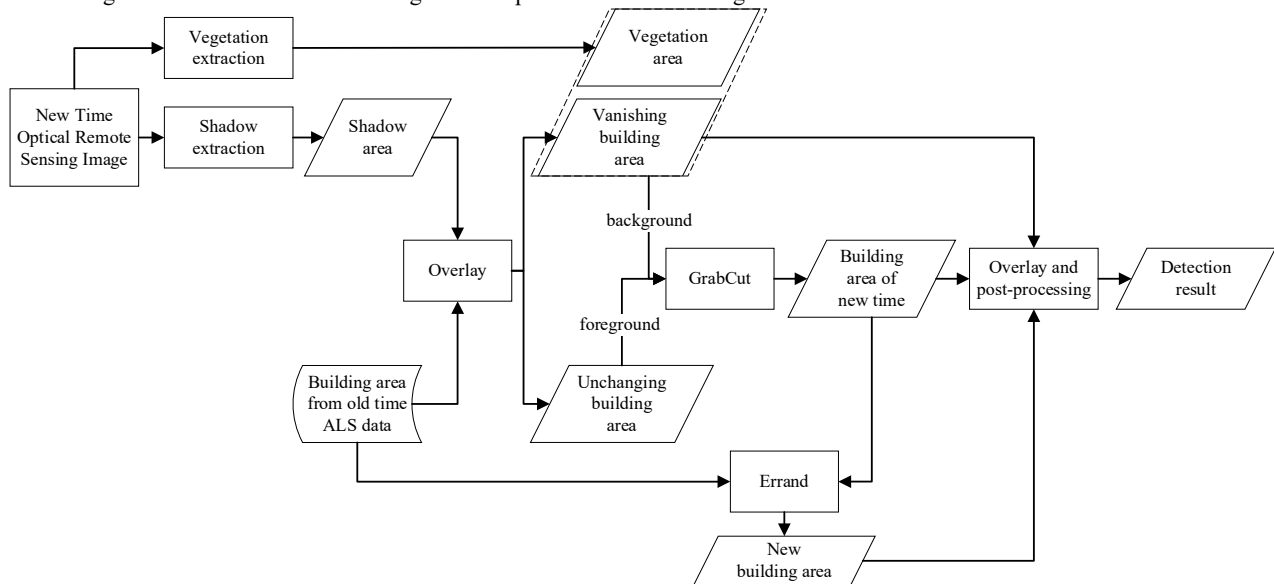 Vegetation
extraction
Vegetation
area
New Time
Optical Remote
Sensing Image
Shadow
extraction
Shadow
area
Vanishing
building
area
background
Overlay
GrabCut
Building
area of
new time
Overlay and
post-processing
Detection
result
foreground
Building area
from old time
ALS data
Unchanging
building
area
Errand
New
building area